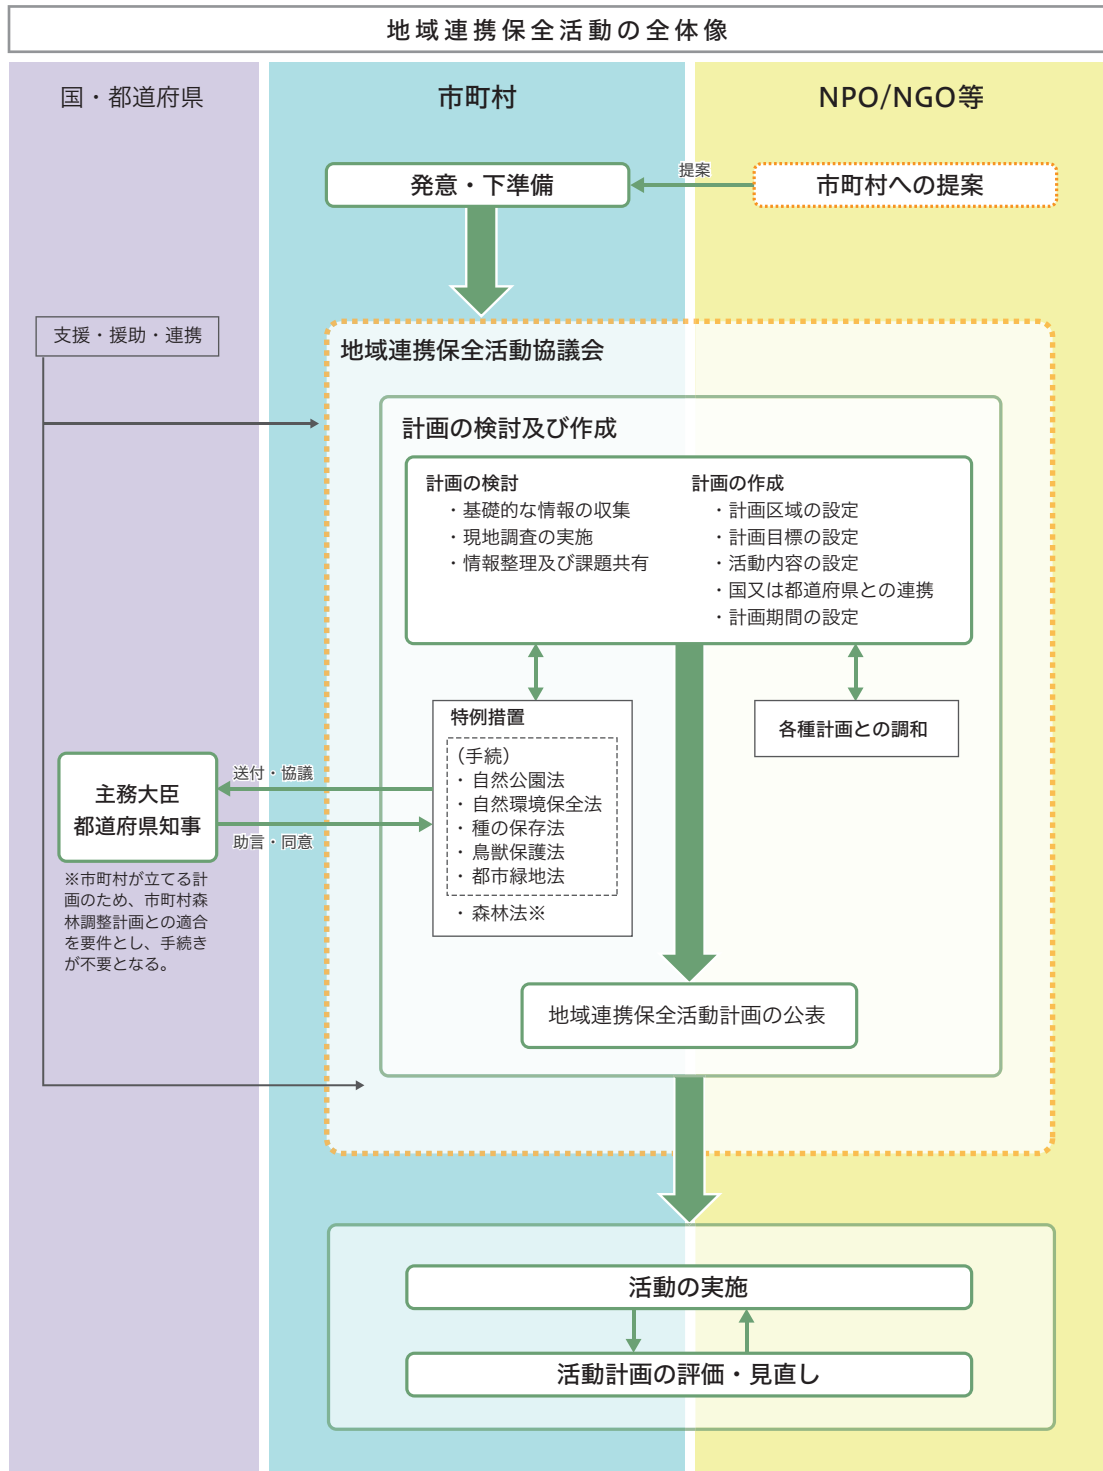 地域連携保全活動の全体像
国・都道府県
市町村
NPO/NGO等
発意・下準備
提案
市町村への提案
支援・援助・連携
地域連携保全活動協議会
計画の検討及び作成
計画の検討
・基礎的な情報の収集
・現地調査の実施
・情報整理及び課題共有
計画の作成
・計画区域の設定
・計画目標の設定
・活動内容の設定
・国又は都道府県との連携
・計画期間の設定
特例措置
(手続)
・自然公園法
・自然環境保全法
・種の保存法
・鳥獣保護法
・都市緑地法
・森林法※
各種計画との調和
送付・協議
主務大臣
都道府県知事
助言・同意
※市町村が立てる計
画のため、市町村森
林調整計画との適合
を要件とし、手続き
が不要となる。
地域連携保全活動計画の公表
活動の実施
活動計画の評価・見直し